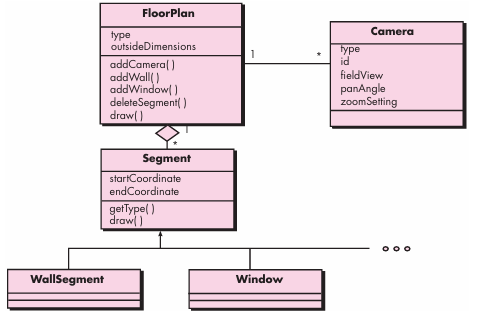 FloorPlan
type
outsideDimensions
addCamera( )
addWall( )
addWindow( )
deleteSegment( )
draw( )
1
*
Camera
type
id
fieldView
panAngle
zoomSetting
1
*
Segment
startCoordinate
endCoordinate
getType( )
draw( )
WallSegment
Window